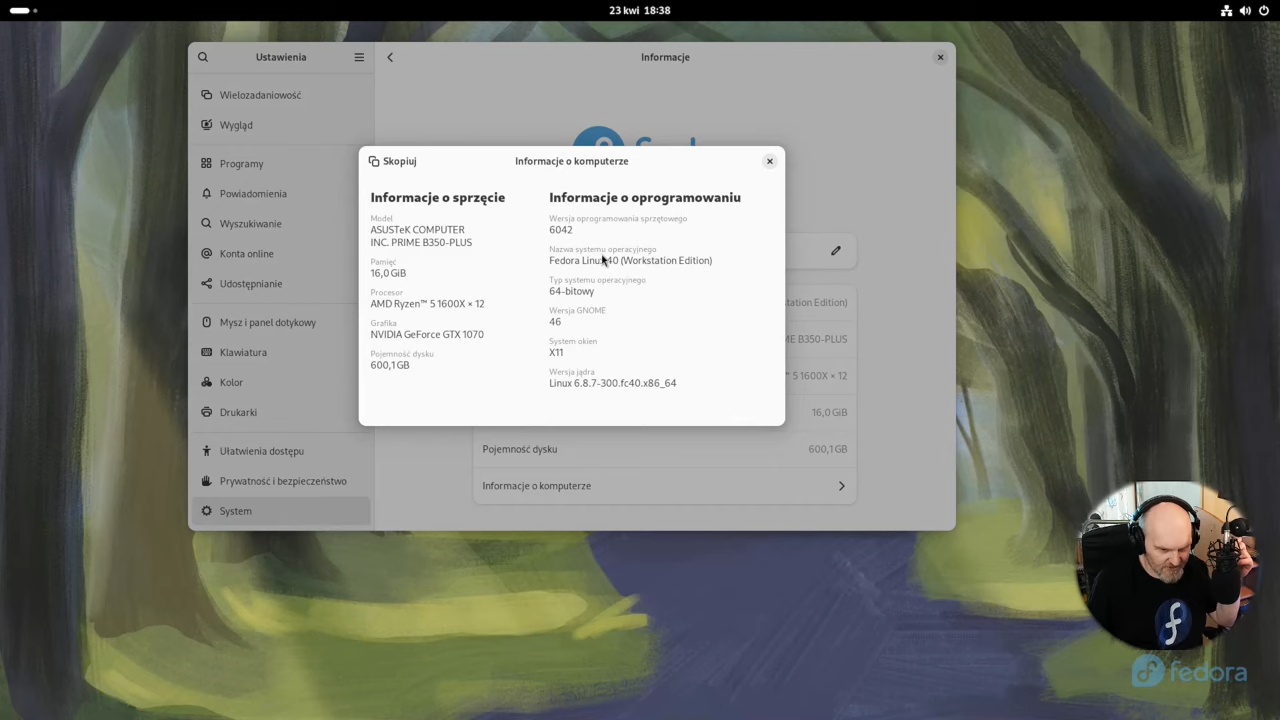 23 kwi 18:38
Ustawienia
Informacje
Wielozadaniowość
Wygląd
Programy
Powiadomienia
Wyszukiwanie
Konta online
Udostępnianie
Mysz i panel dotykowy
Klawiatura
Kolor
Drukarki
Ułatwienia dostępu
Prywatność i bezpieczeństwo
System
Skopiuj
Informacje o komputerze
Informacje o sprzęcie
Model
ASUSTeK COMPUTER
INC. PRIME B350-PLUS
Pamięć
16,0 GiB
Procesor
AMD Ryzen™ 5 1600X × 12
Grafika
NVIDIA GeForce GTX 1070
Pojemność dysku
600,1 GB
Informacje o oprogramowaniu
Wersja oprogramowania sprzętowego
6042
Nazwa systemu operacyjnego
Fedora Linux 40 (Workstation Edition)
Typ systemu operacyjnego
64-bitowy
Wersja GNOME
46
System okien
X11
Wersja jądra
Linux 6.8.7-300.fc40.x86_64
Edition)
B350-PLUS
5 1600X × 12
16,0 GiB
Pojemność dysku
600,1 GB
Informacje o komputerze
fedora